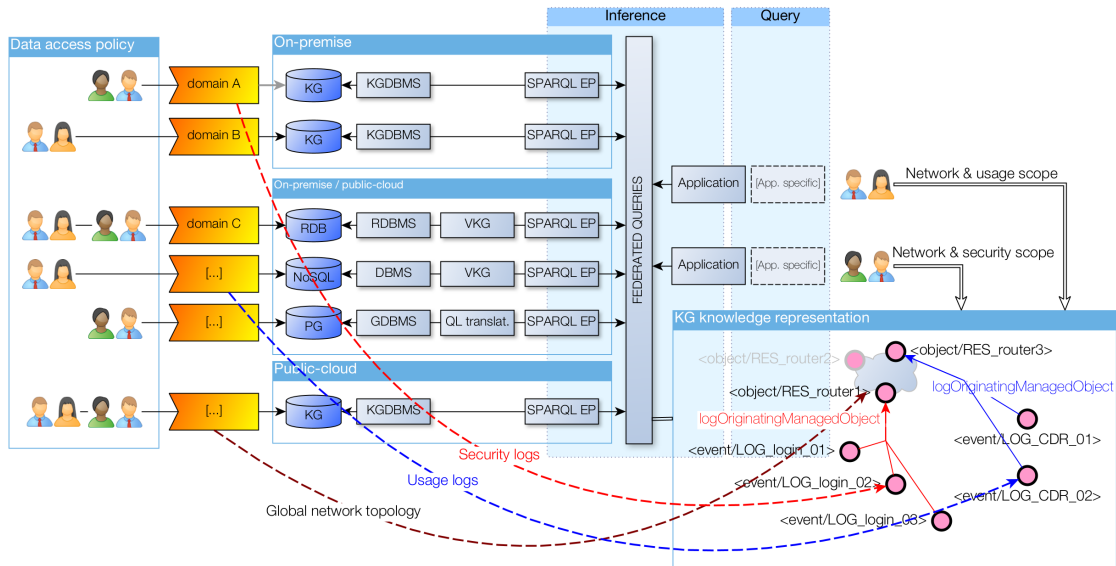 Inference
Query
Data access policy
On-premise
domain A
KG
KGDBMS
SPARQL EP
domain B
KG
KGDBMS
SPARQL EP
On-premise / public-cloud
domain C
RDB
RDBMS
VKG
SPARQL EP
[...]
NoSQL
DBMS
VKG
SPARQL EP
[...]
PG
GDBMS
QL translat.
SPARQL EP
Public-cloud
[...]
KG
KGDBMS
SPARQL EP
FEDERATED QUERIES
Application
[App. specific]
Application
[App. specific]
Network & usage scope
Network & security scope
KG knowledge representation
<object/RES_router2>
<object/RES_router3>
<object/RES_router1>
logOriginatingManagedObject
logOriginatingManagedObject
<event/LOG_CDR_01>
<event/LOG_login_01>
<event/LOG_login_02>
<event/LOG_CDR_02>
<event/LOG_login_03>
Security logs
Usage logs
Global network topology